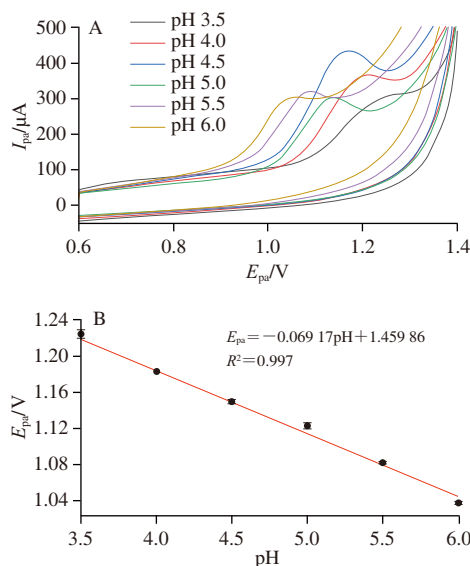 A
pH 3.5
pH 4.0
pH 4.5
pH 5.0
pH 5.5
pH 6.0
500
400
300
200
100
0
Ipa/μA
0.6 0.8 1.0 1.2 1.4
Epa/V
B
Epa=−0.069 17pH+1.459 86
R²=0.997
1.24
1.20
1.16
1.12
1.08
1.04
Epa/V
3.5 4.0 4.5 5.0 5.5 6.0
pH